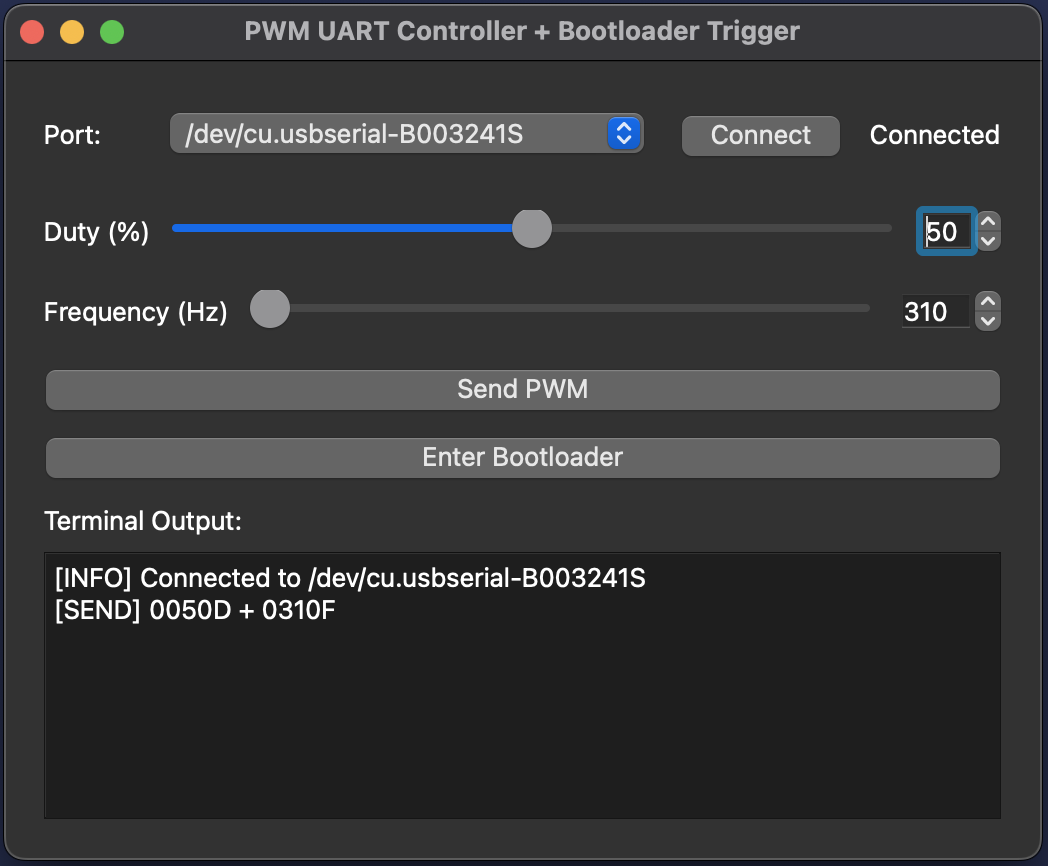 PWM UART Controller + Bootloader Trigger
Port: /dev/cu.usbserial-B003241S Connect Connected
Duty (%) 50
Frequency (Hz) 310
Send PWM
Enter Bootloader
Terminal Output:
[INFO] Connected to /dev/cu.usbserial-B003241S
[SEND] 0050D + 0310F